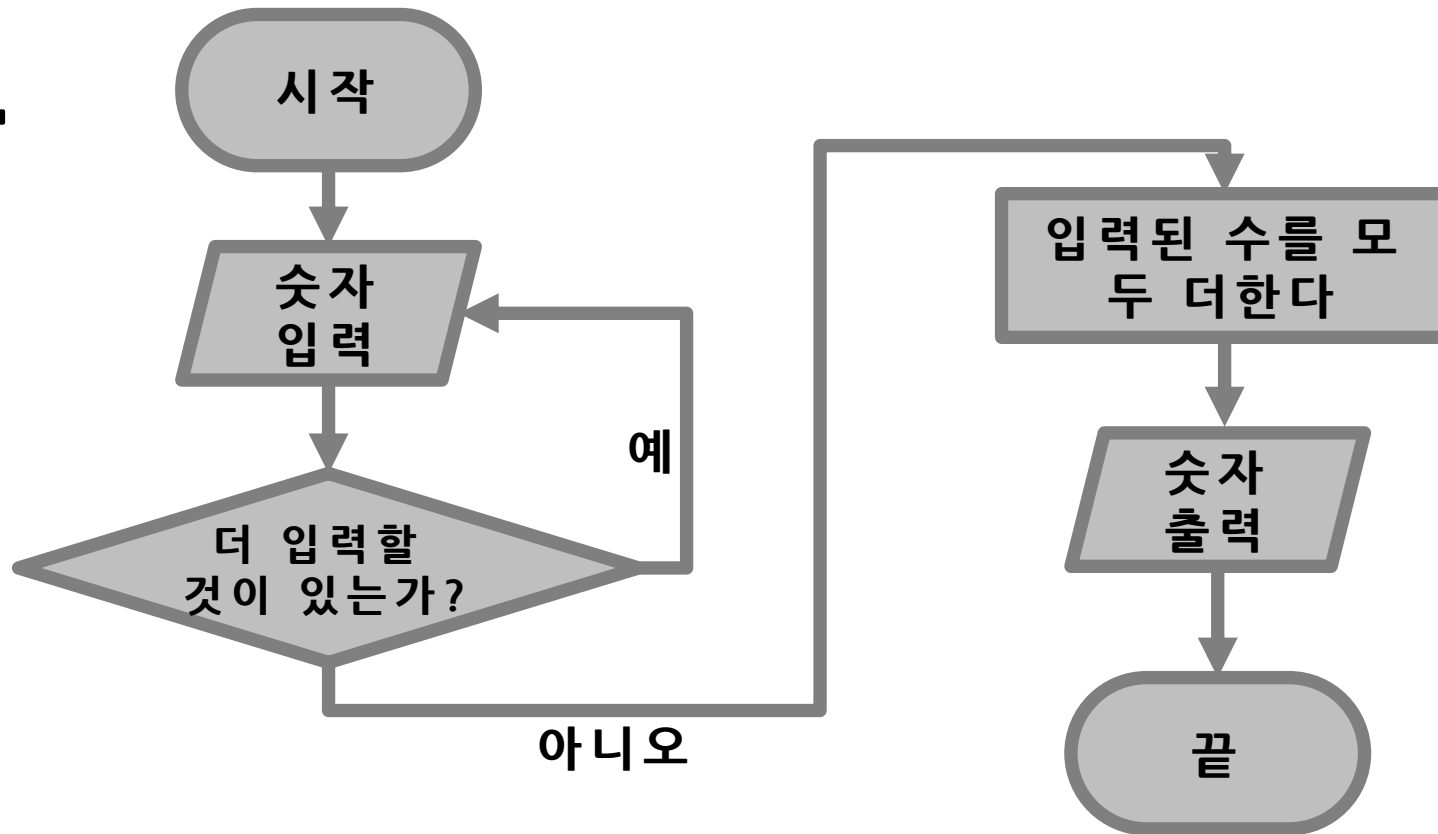 시작
숫자
입력
예
더 입력할
것이 있는가?
아니오
입력된 수를 모
두 더한다
숫자
출력
끝